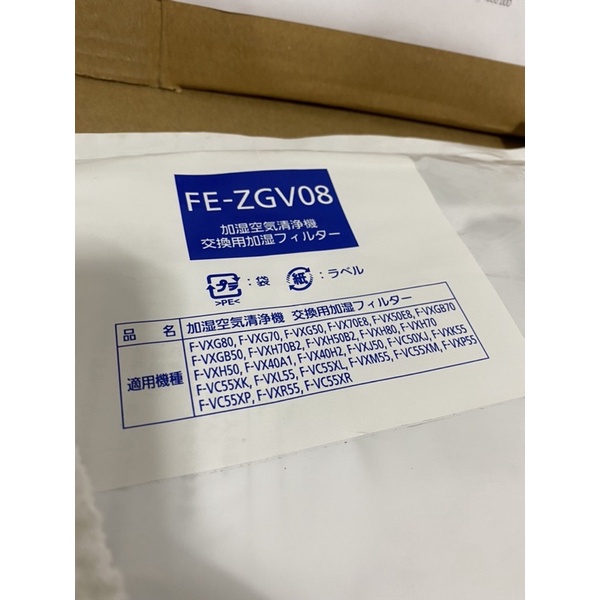 FE-ZGV08
加湿空気清浄機
交換用加湿フィルター
プラ :袋 紙 :ラベル
>PE<
品 名 加湿空気清浄機 交換用加湿フィルター
適用機種
F-VXG80, F-VXG70, F-VXG50, F-VX70E8, F-VX50E8, F-VXGB70
F-VXGB50, F-VXH70B2, F-VXH50B2, F-VXH80, F-VXH70
F-VXH50, F-VX40A1, F-VX40H2, F-VXJ50, F-VC50XJ, F-VXK55
F-VC55XK, F-VXL55, F-VC55XL, F-VXM55, F-VC55XM, F-VXP55
F-VC55XP, F-VXR55, F-VC55XR